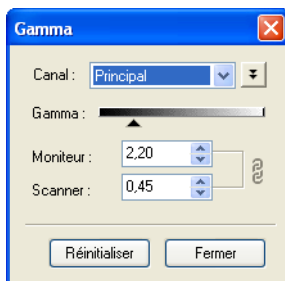 Gamma
Canal : Principal
Gamma :
Moniteur : 2,20
Scanner : 0,45
Réinitialiser Fermer